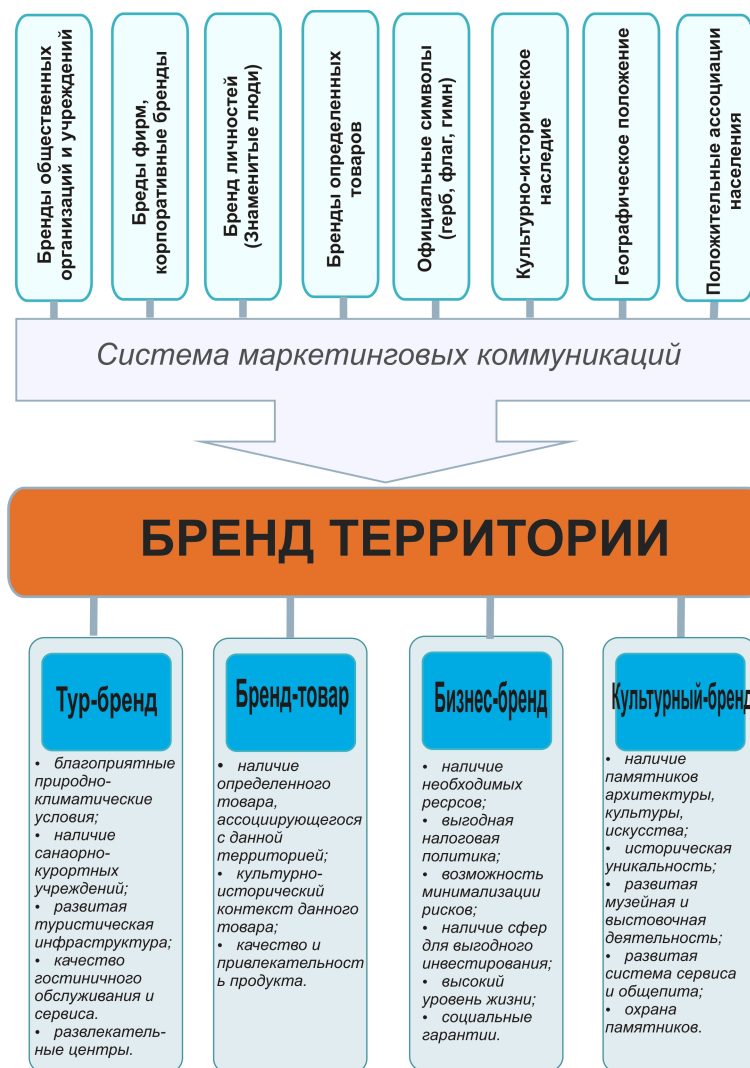 Бренды общественных
организаций и учреждений
Бреды фирм,
корпоративные бренды
Бренд личностей
(Знаменитые люди)
Бренды определенных
товаров
Официальные символы
(герб, флаг, гимн)
Культурно-историческое
наследие
Географическое положение
Положительные ассоциации
населения
Система маркетинговых коммуникаций
БРЕНД ТЕРРИТОРИИ
Тур-бренд
• благоприятные
природно-
климатические
условия;
• наличие
санаорно-
курортных
учреждений;
• развитая
туристическая
инфраструктура;
• качество
гостиничного
обслуживания и
сервиса.
• развлекатель-
ные центры.
Бренд-товар
• наличие
определенного
товара,
ассоциирующегося
с данной
территорией;
• культурно-
исторический
контекст данного
товара;
• качество и
привлекательност
ь продукта.
Бизнес-бренд
• наличие
необходимых
ресрсов;
• выгодная
налоговая
политика;
• возможность
минимализации
рисков;
• наличие сфер
для выгодного
инвестирования;
• высокий
уровень жизни;
• социальные
гарантии.
Культурный-бренд
• наличие
памятников
архитектуры,
культуры,
искусства;
• историческая
уникальность;
• развитая
музейная и
выстовочная
деятельность;
• развитая
система сервиса
и общепита;
• охрана
памятников.